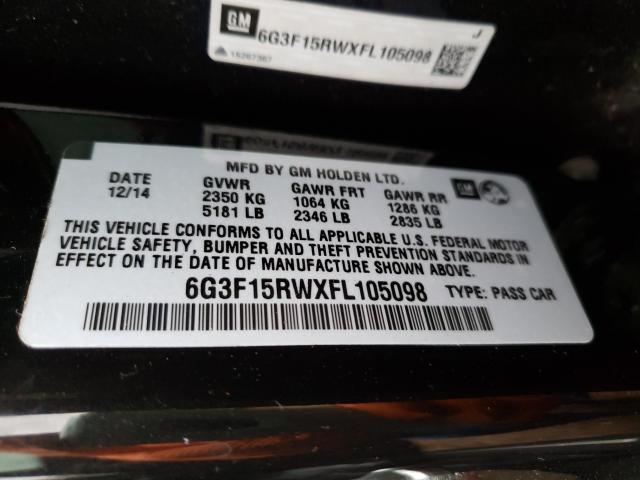 GM
6G3F15RWXFL105098
J
15267367
MFD BY GM HOLDEN LTD.
DATE GVWR GAWR FRT GAWR RR GM
12/14 2350 KG 1064 KG 1286 KG
5181 LB 2346 LB 2835 LB
THIS VEHICLE CONFORMS TO ALL APPLICABLE U.S. FEDERAL MOTOR
VEHICLE SAFETY, BUMPER AND THEFT PREVENTION STANDARDS IN
EFFECT ON THE DATE OF MANUFACTURE SHOWN ABOVE.
6G3F15RWXFL105098 TYPE: PASS CAR